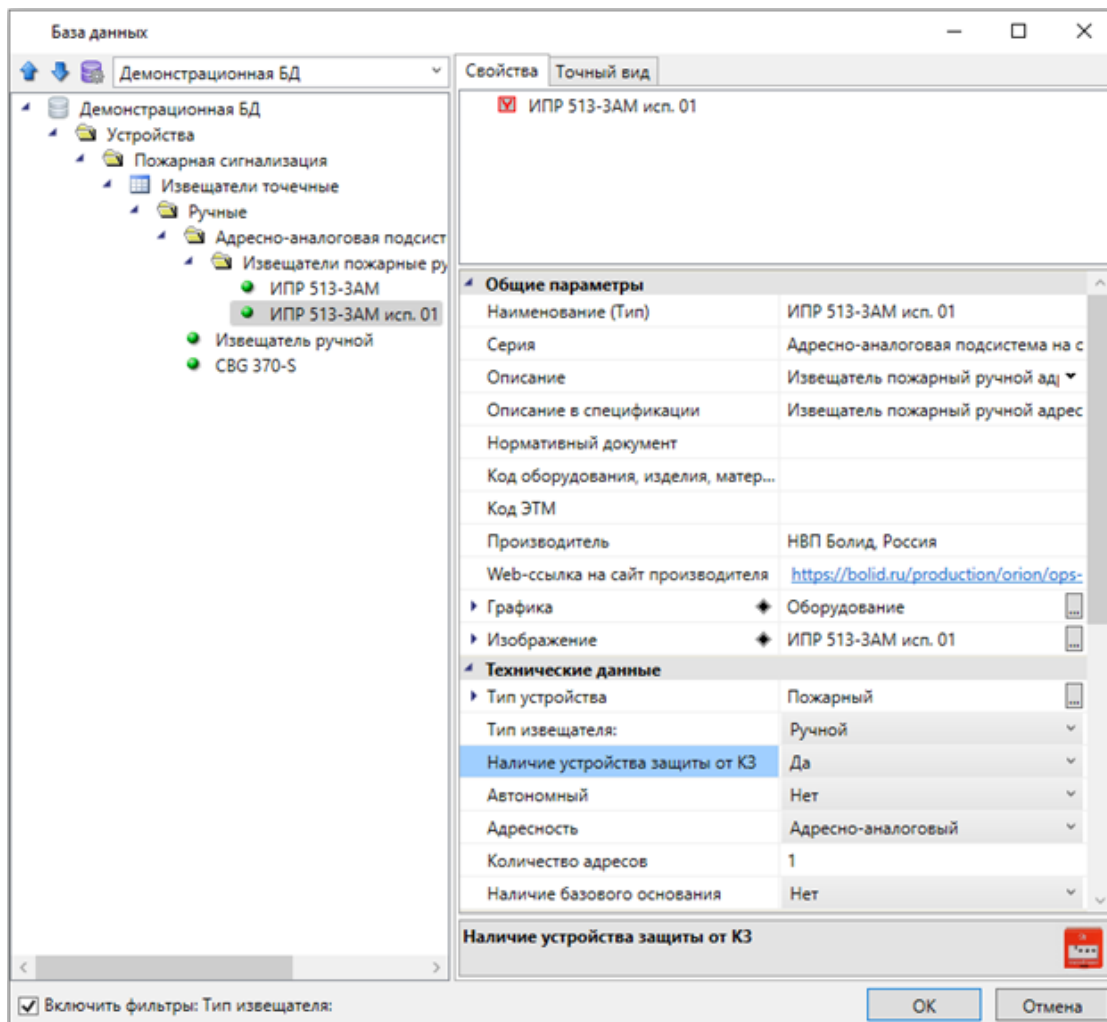 База данных
Демонстрационная БД
Демонстрационная БД
Устройства
Пожарная сигнализация
Извещатели точечные
Ручные
Адресно-аналоговая подсист
Извещатели пожарные ру
ИПР 513-3АМ
ИПР 513-3АМ исп. 01
Извещатель ручной
CBG 370-S
Свойства Точный вид
ИПР 513-3АМ исп. 01
Общие параметры
Наименование (Тип) ИПР 513-3АМ исп. 01
Серия Адресно-аналоговая подсистема на с
Описание Извещатель пожарный ручной адр
Описание в спецификации Извещатель пожарный ручной адрес
Нормативный документ
Код оборудования, изделия, матер...
Код ЭТМ
Производитель НВП Болид, Россия
Web-ссылка на сайт производителя https://bolid.ru/production/orion/ops-
Графика Оборудование ...
Изображение ИПР 513-3АМ исп. 01 ...
Технические данные
Тип устройства Пожарный ...
Тип извещателя: Ручной
Наличие устройства защиты от КЗ Да
Автономный Нет
Адресность Адресно-аналоговый
Количество адресов 1
Наличие базового основания Нет
Наличие устройства защиты от КЗ
Включить фильтры: Тип извещателя:
ОК Отмена